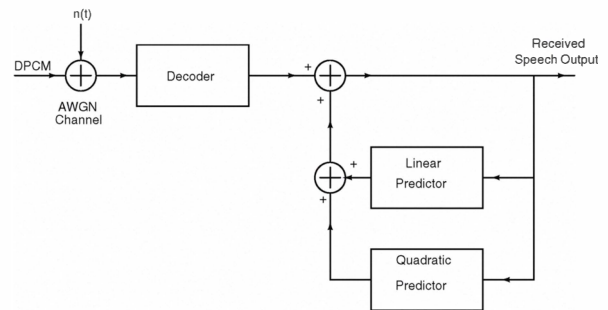 n(t)
DPCM
AWGN
Channel
Decoder
+
+
Received
Speech Output
+
+
Linear
Predictor
Quadratic
Predictor